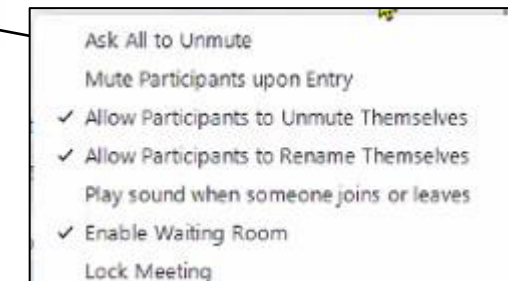 Ask All to Unmute
Mute Participants upon Entry
✓ Allow Participants to Unmute Themselves
✓ Allow Participants to Rename Themselves
Play sound when someone joins or leaves
✓ Enable Waiting Room
Lock Meeting